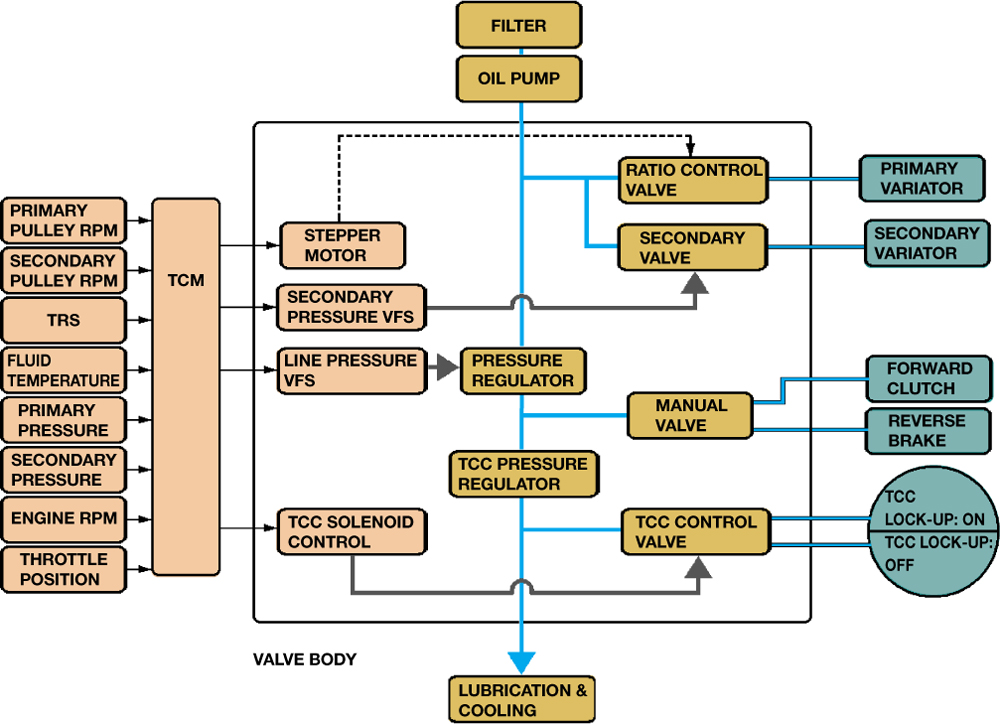 FILTER
OIL PUMP
RATIO CONTROL
VALVE
PRIMARY
VARIATOR
PRIMARY
PULLEY RPM
TCM
STEPPER
MOTOR
SECONDARY
VALVE
SECONDARY
VARIATOR
SECONDARY
PULLEY RPM
SECONDARY
PRESSURE VFS
TRS
LINE PRESSURE
VFS
PRESSURE
REGULATOR
FLUID
TEMPERATURE
FORWARD
CLUTCH
MANUAL
VALVE
PRIMARY
PRESSURE
REVERSE
BRAKE
SECONDARY
PRESSURE
TCC PRESSURE
REGULATOR
TCC
LOCK-UP: ON
TCC LOCK-UP:
OFF
ENGINE RPM
TCC SOLENOID
CONTROL
TCC CONTROL
VALVE
THROTTLE
POSITION
VALVE BODY
LUBRICATION &
COOLING